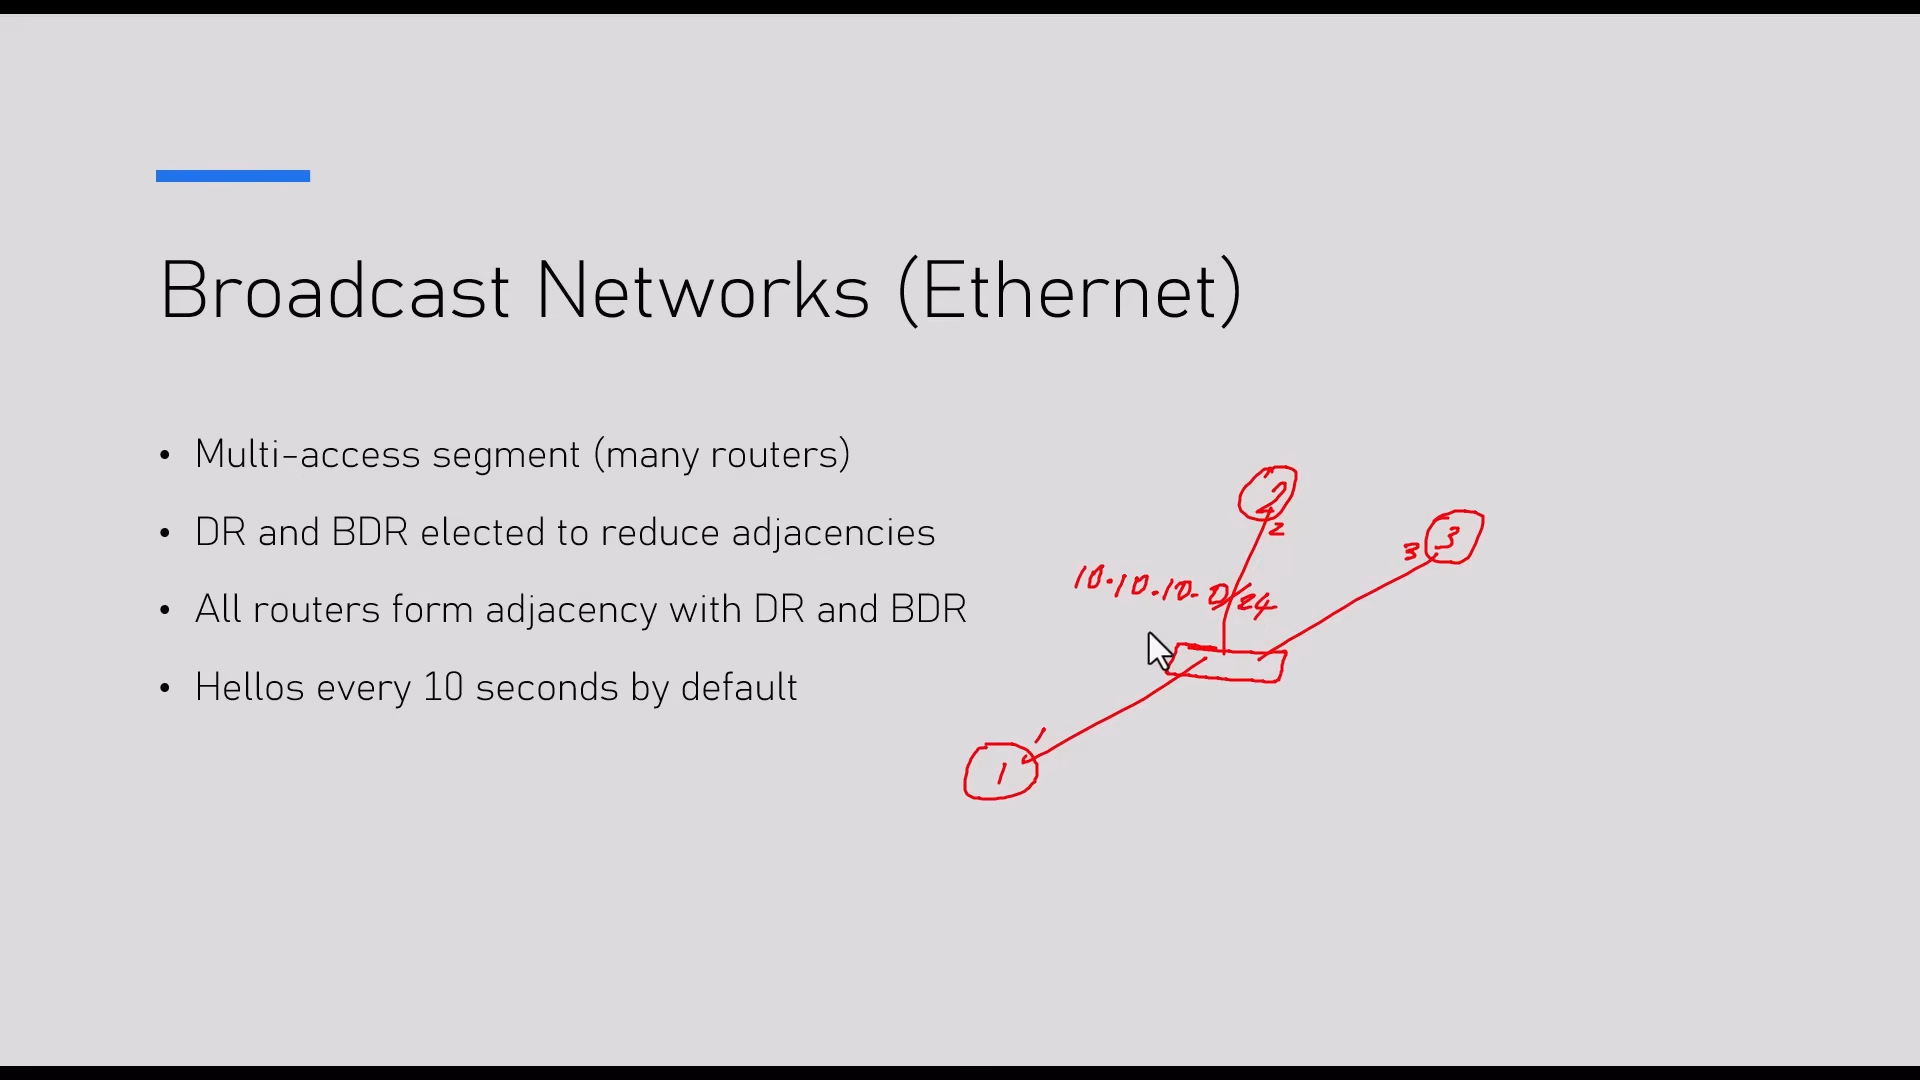 Broadcast Networks (Ethernet)
• Multi-access segment (many routers)
• DR and BDR elected to reduce adjacencies
• All routers form adjacency with DR and BDR
• Hellos every 10 seconds by default
2
2
3
3
10.10.10.0/24
1
1